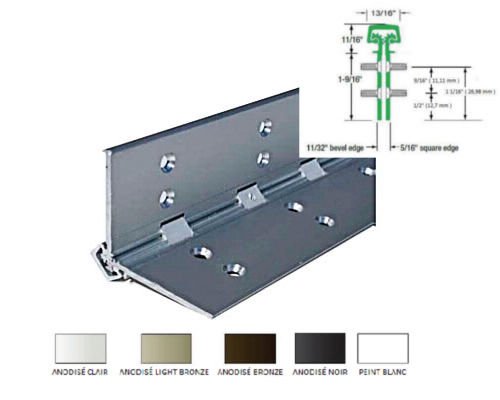 13/16"
11/16"
1-9/16"
9/16" ( 11,11 mm )
1 1/16" ( 26,98 mm )
1/2" (12,7 mm )
11/32" bevel edge
5/16" square edge
ANODISÉ CLAIR
ANODISÉ LIGHT BRONZE
ANODISÉ BRONZE
ANODISÉ NOIR
PEINT BLANC